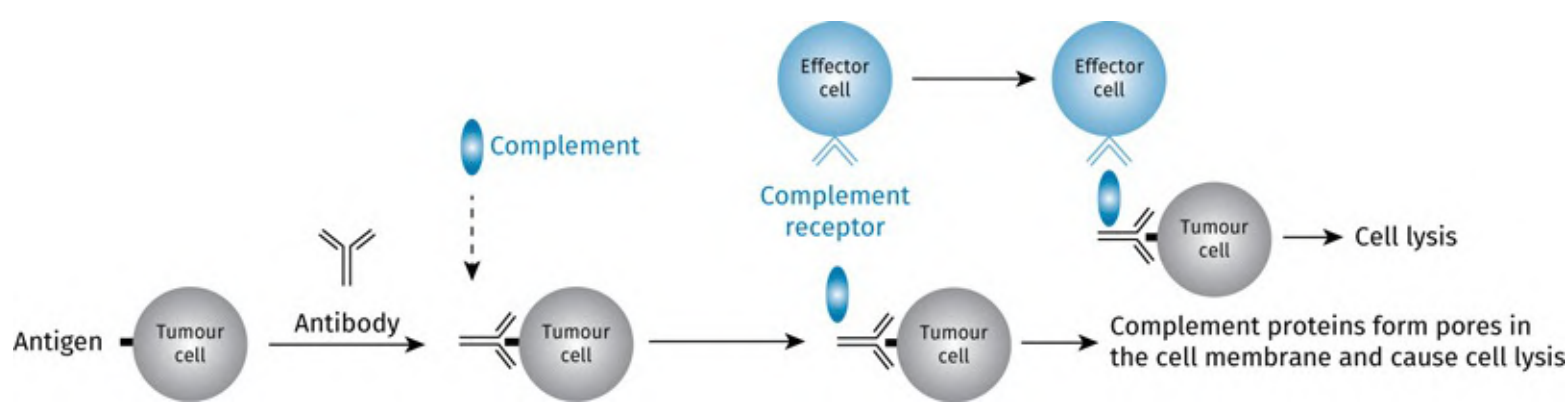 Effector
cell
Effector
cell
Complement
Complement
receptor
Tumour
cell
Cell lysis
Antigen
Tumour
cell
Antibody
Tumour
cell
Tumour
cell
Complement proteins form pores in
the cell membrane and cause cell lysis